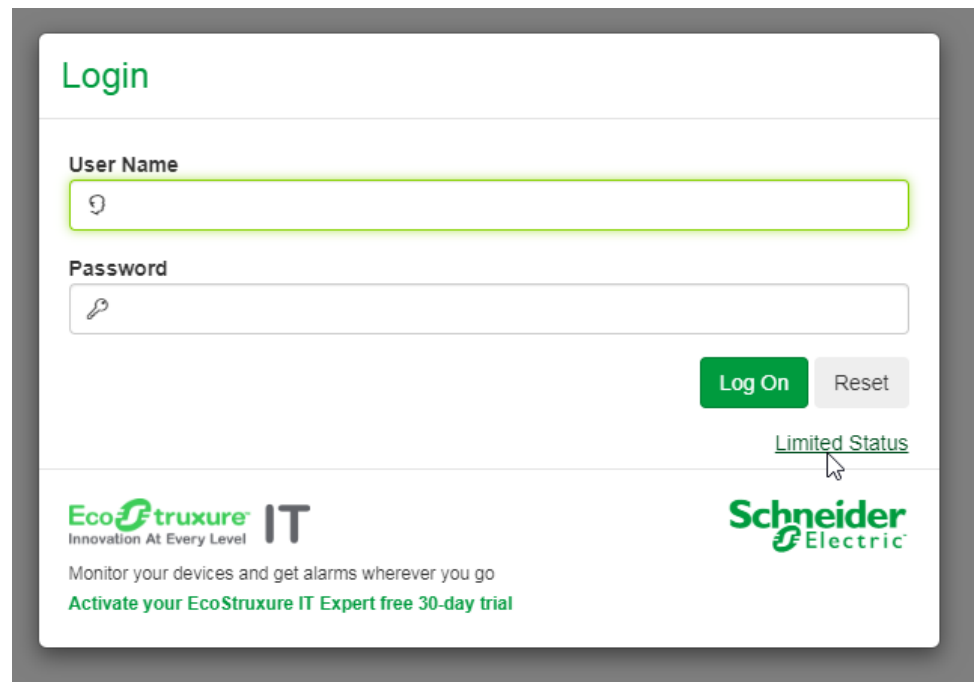 Login
User Name
Password
Log On Reset
Limited Status
EcoStruxure IT
Innovation At Every Level
Schneider
Electric
Monitor your devices and get alarms wherever you go
Activate your EcoStruxure IT Expert free 30-day trial